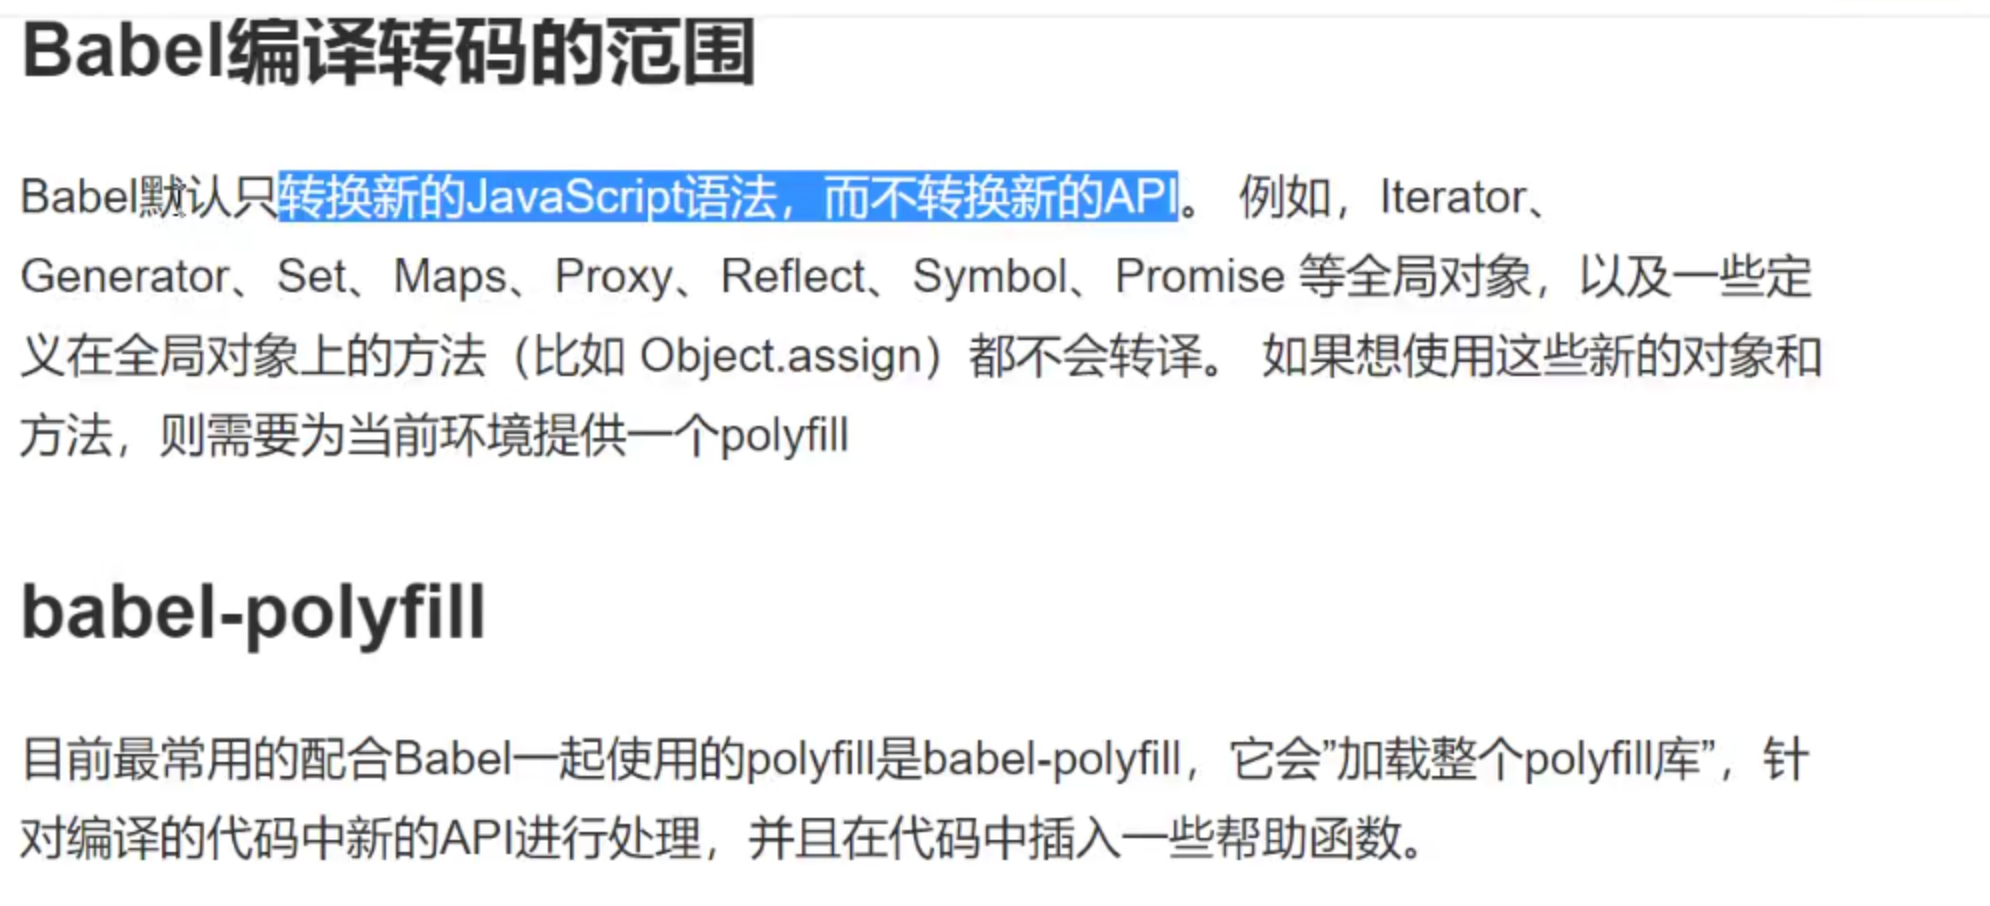 Babel编译转码的范围
Babel默认只转换新的JavaScript语法，而不转换新的API。 例如，Iterator、
Generator、Set、Maps、Proxy、Reflect、Symbol、Promise 等全局对象，以及一些定
义在全局对象上的方法（比如 Object.assign）都不会转译。 如果想使用这些新的对象和
方法，则需要为当前环境提供一个polyfill
babel-polyfill
目前最常用的配合Babel一起使用的polyfill是babel-polyfill，它会”加载整个polyfill库”，针
对编译的代码中新的API进行处理，并且在代码中插入一些帮助函数。